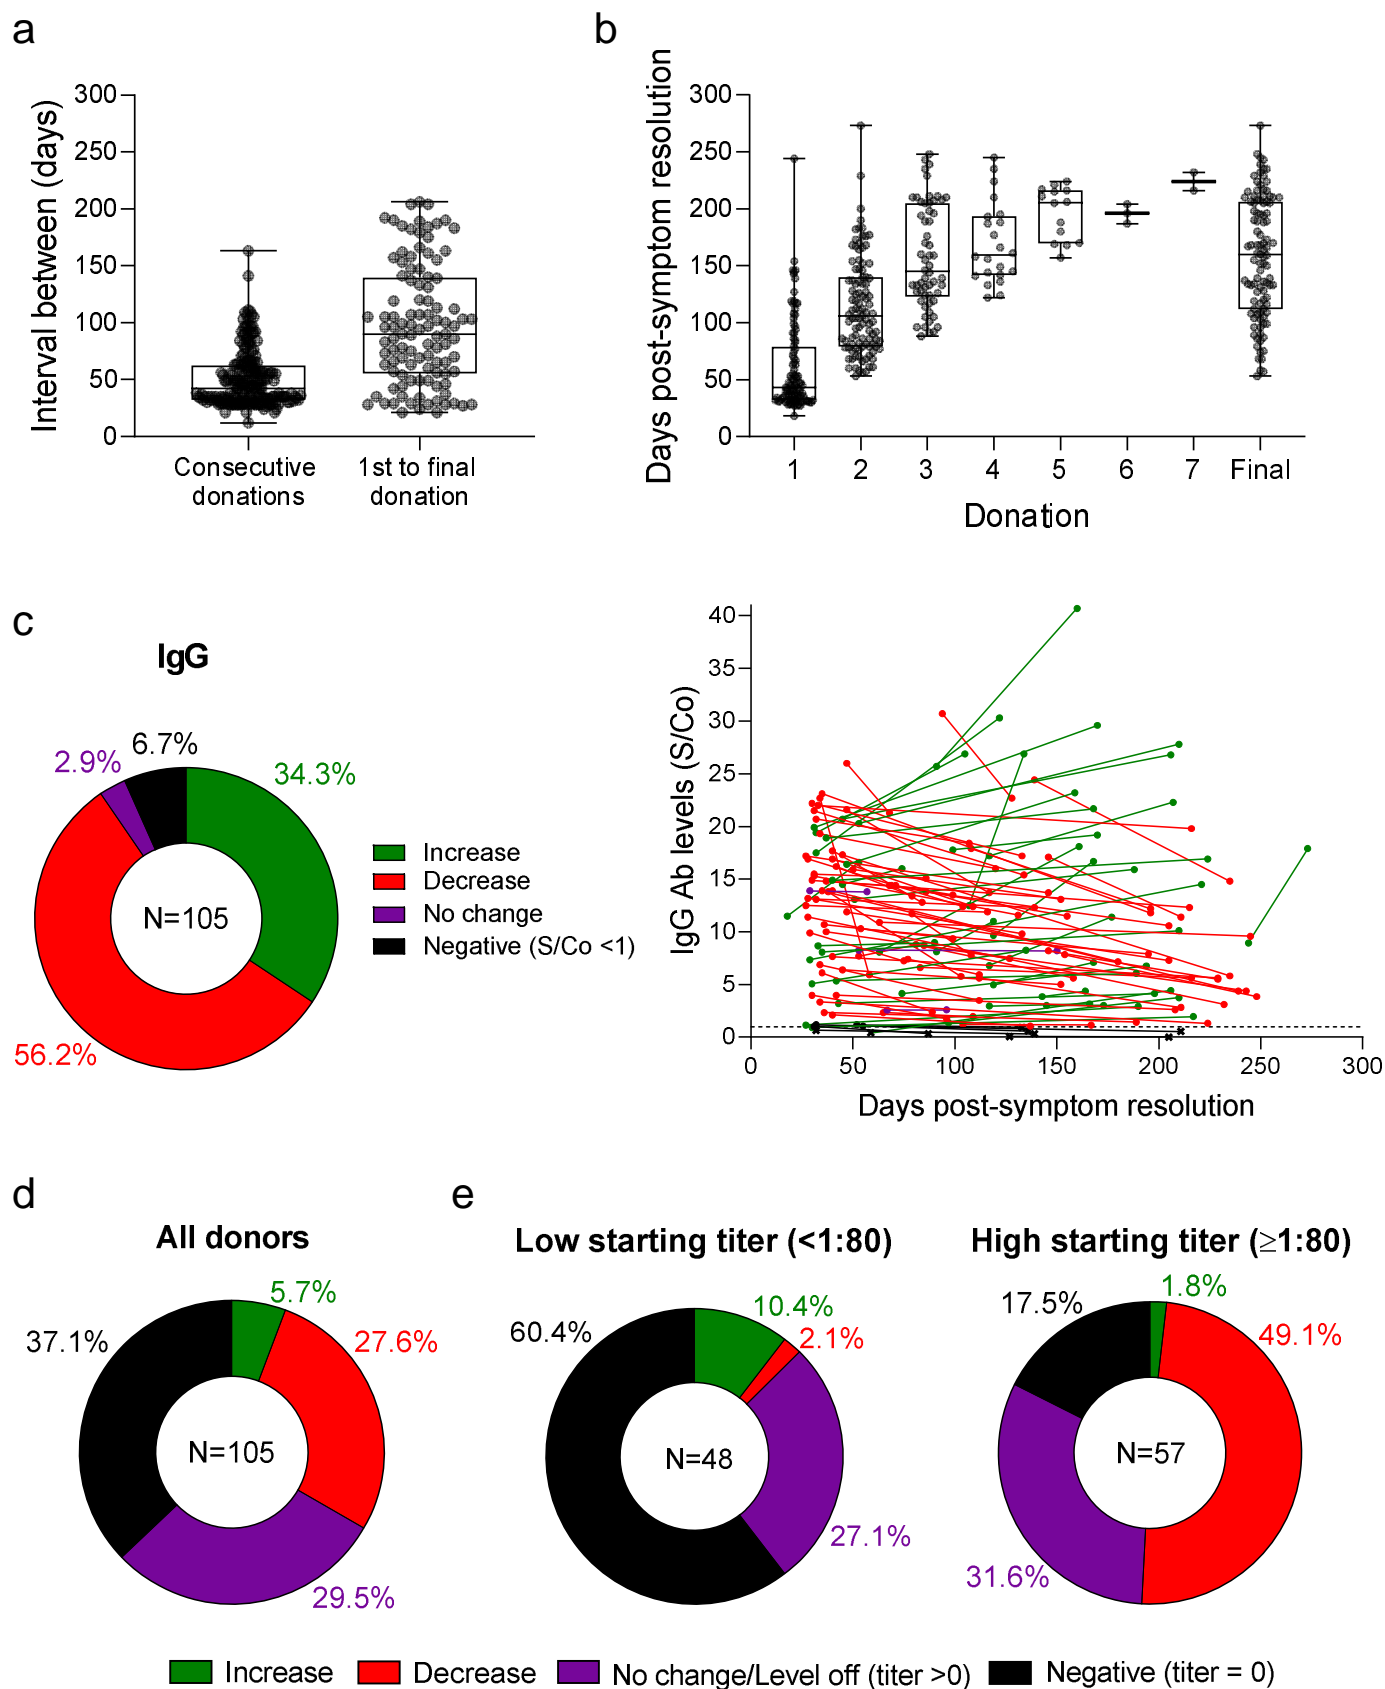 a
Interval between (days)
300
250
200
150
100
50
0
Consecutive
donations
1st to final
donation
b
Days post-symptom resolution
300
250
200
150
100
50
0
1 2 3 4 5 6 7 Final
Donation
c
IgG
6.7%
2.9%
34.3%
56.2%
N=105
Increase
Decrease
No change
Negative (S/Co <1)
IgG Ab levels (S/Co)
40
35
30
25
20
15
10
5
0
0 50 100 150 200 250 300
Days post-symptom resolution
d
All donors
5.7%
37.1%
27.6%
N=105
29.5%
e
Low starting titer (<1:80)
10.4%
60.4%
2.1%
N=48
27.1%
High starting titer (≥1:80)
1.8%
17.5%
49.1%
N=57
31.6%
Increase Decrease No change/Level off (titer >0) Negative (titer = 0)